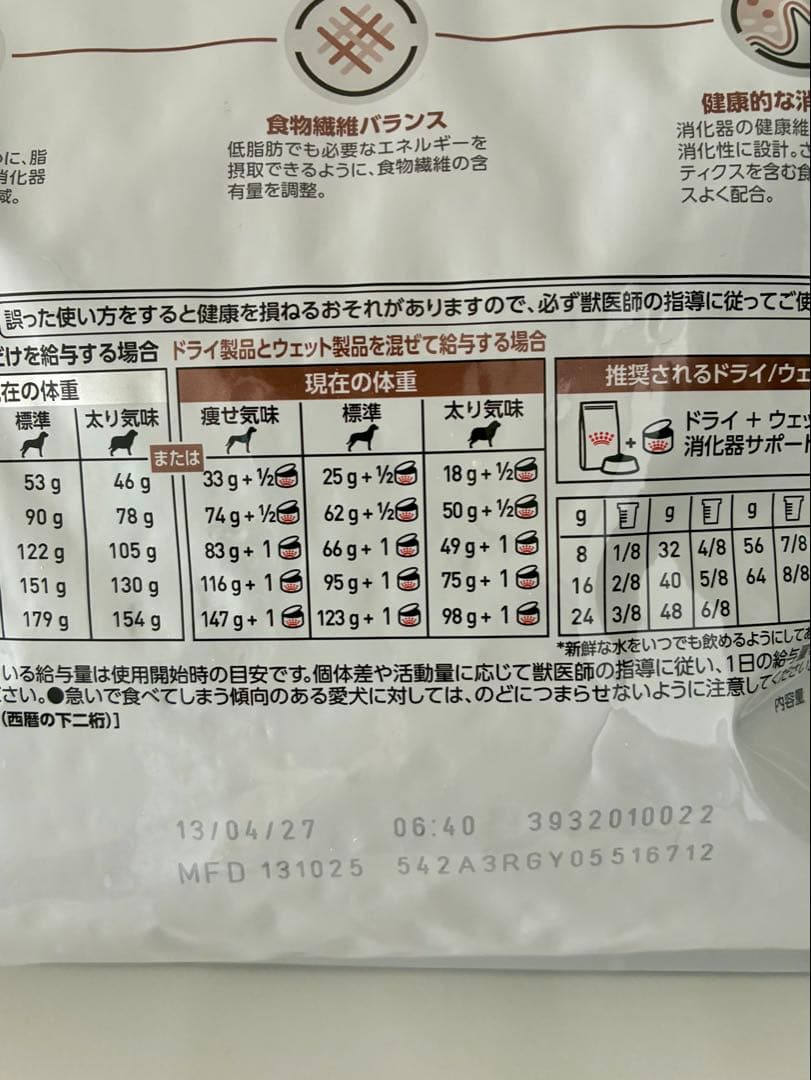 食物繊維バランス
低脂肪でも必要なエネルギーを
摂取できるように、食物繊維の含
有量を調整。
に、脂
消化器
減。
健康的な消
消化器の健康維
消化性に設計。さ
ティクスを含む食
スよく配合。
誤った使い方をすると健康を損ねるおそれがありますので、必ず獣医師の指導に従ってご使
だけを給与する場合 ドライ製品とウェット製品を混ぜて給与する場合
在の体重 現在の体重
標準 太り気味 痩せ気味 標準 太り気味
または
53 g 46 g 33 g + ½ 25 g + ½ 18 g + ½
90 g 78 g 74 g + ½ 62 g + ½ 50 g + ½
122 g 105 g 83 g + 1 66 g + 1 49 g + 1
151 g 130 g 116 g + 1 95 g + 1 75 g + 1
179 g 154 g 147 g + 1 123 g + 1 98 g + 1
推奨されるドライ/ウェ
+ ドライ + ウェッ
消化器サポート
g g g
8 1/8 32 4/8 56 7/8
16 2/8 40 5/8 64 8/8
24 3/8 48 6/8
*新鮮な水をいつでも飲めるようにしてあ
いる給与量は使用開始時の目安です。個体差や活動量に応じて獣医師の指導に従い、1日の給与量
さい。●急いで食べてしまう傾向のある愛犬に対しては、のどにつまらせないように注意してください
(西暦の下二桁)]
内容量
13/04/27 06:40 3932010022
MFD 131025 542A3RGY05516712